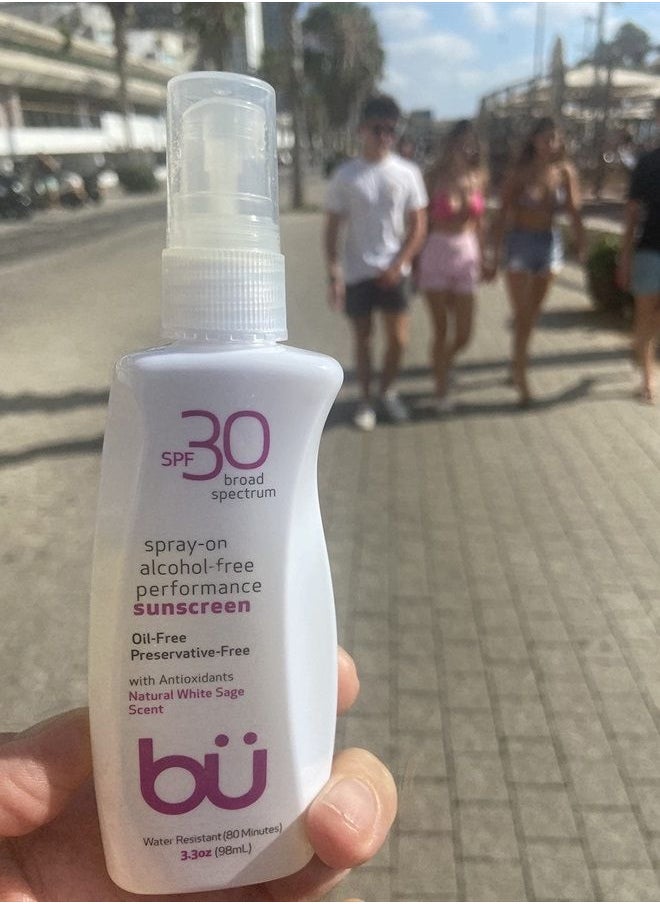 SPF 30
broad
spectrum
spray-on
alcohol-free
performance
sunscreen
Oil-Free
Preservative-Free
with Antioxidants
Natural White Sage
Scent
bü
Water Resistant (80 Minutes)
3.3oz (98mL)